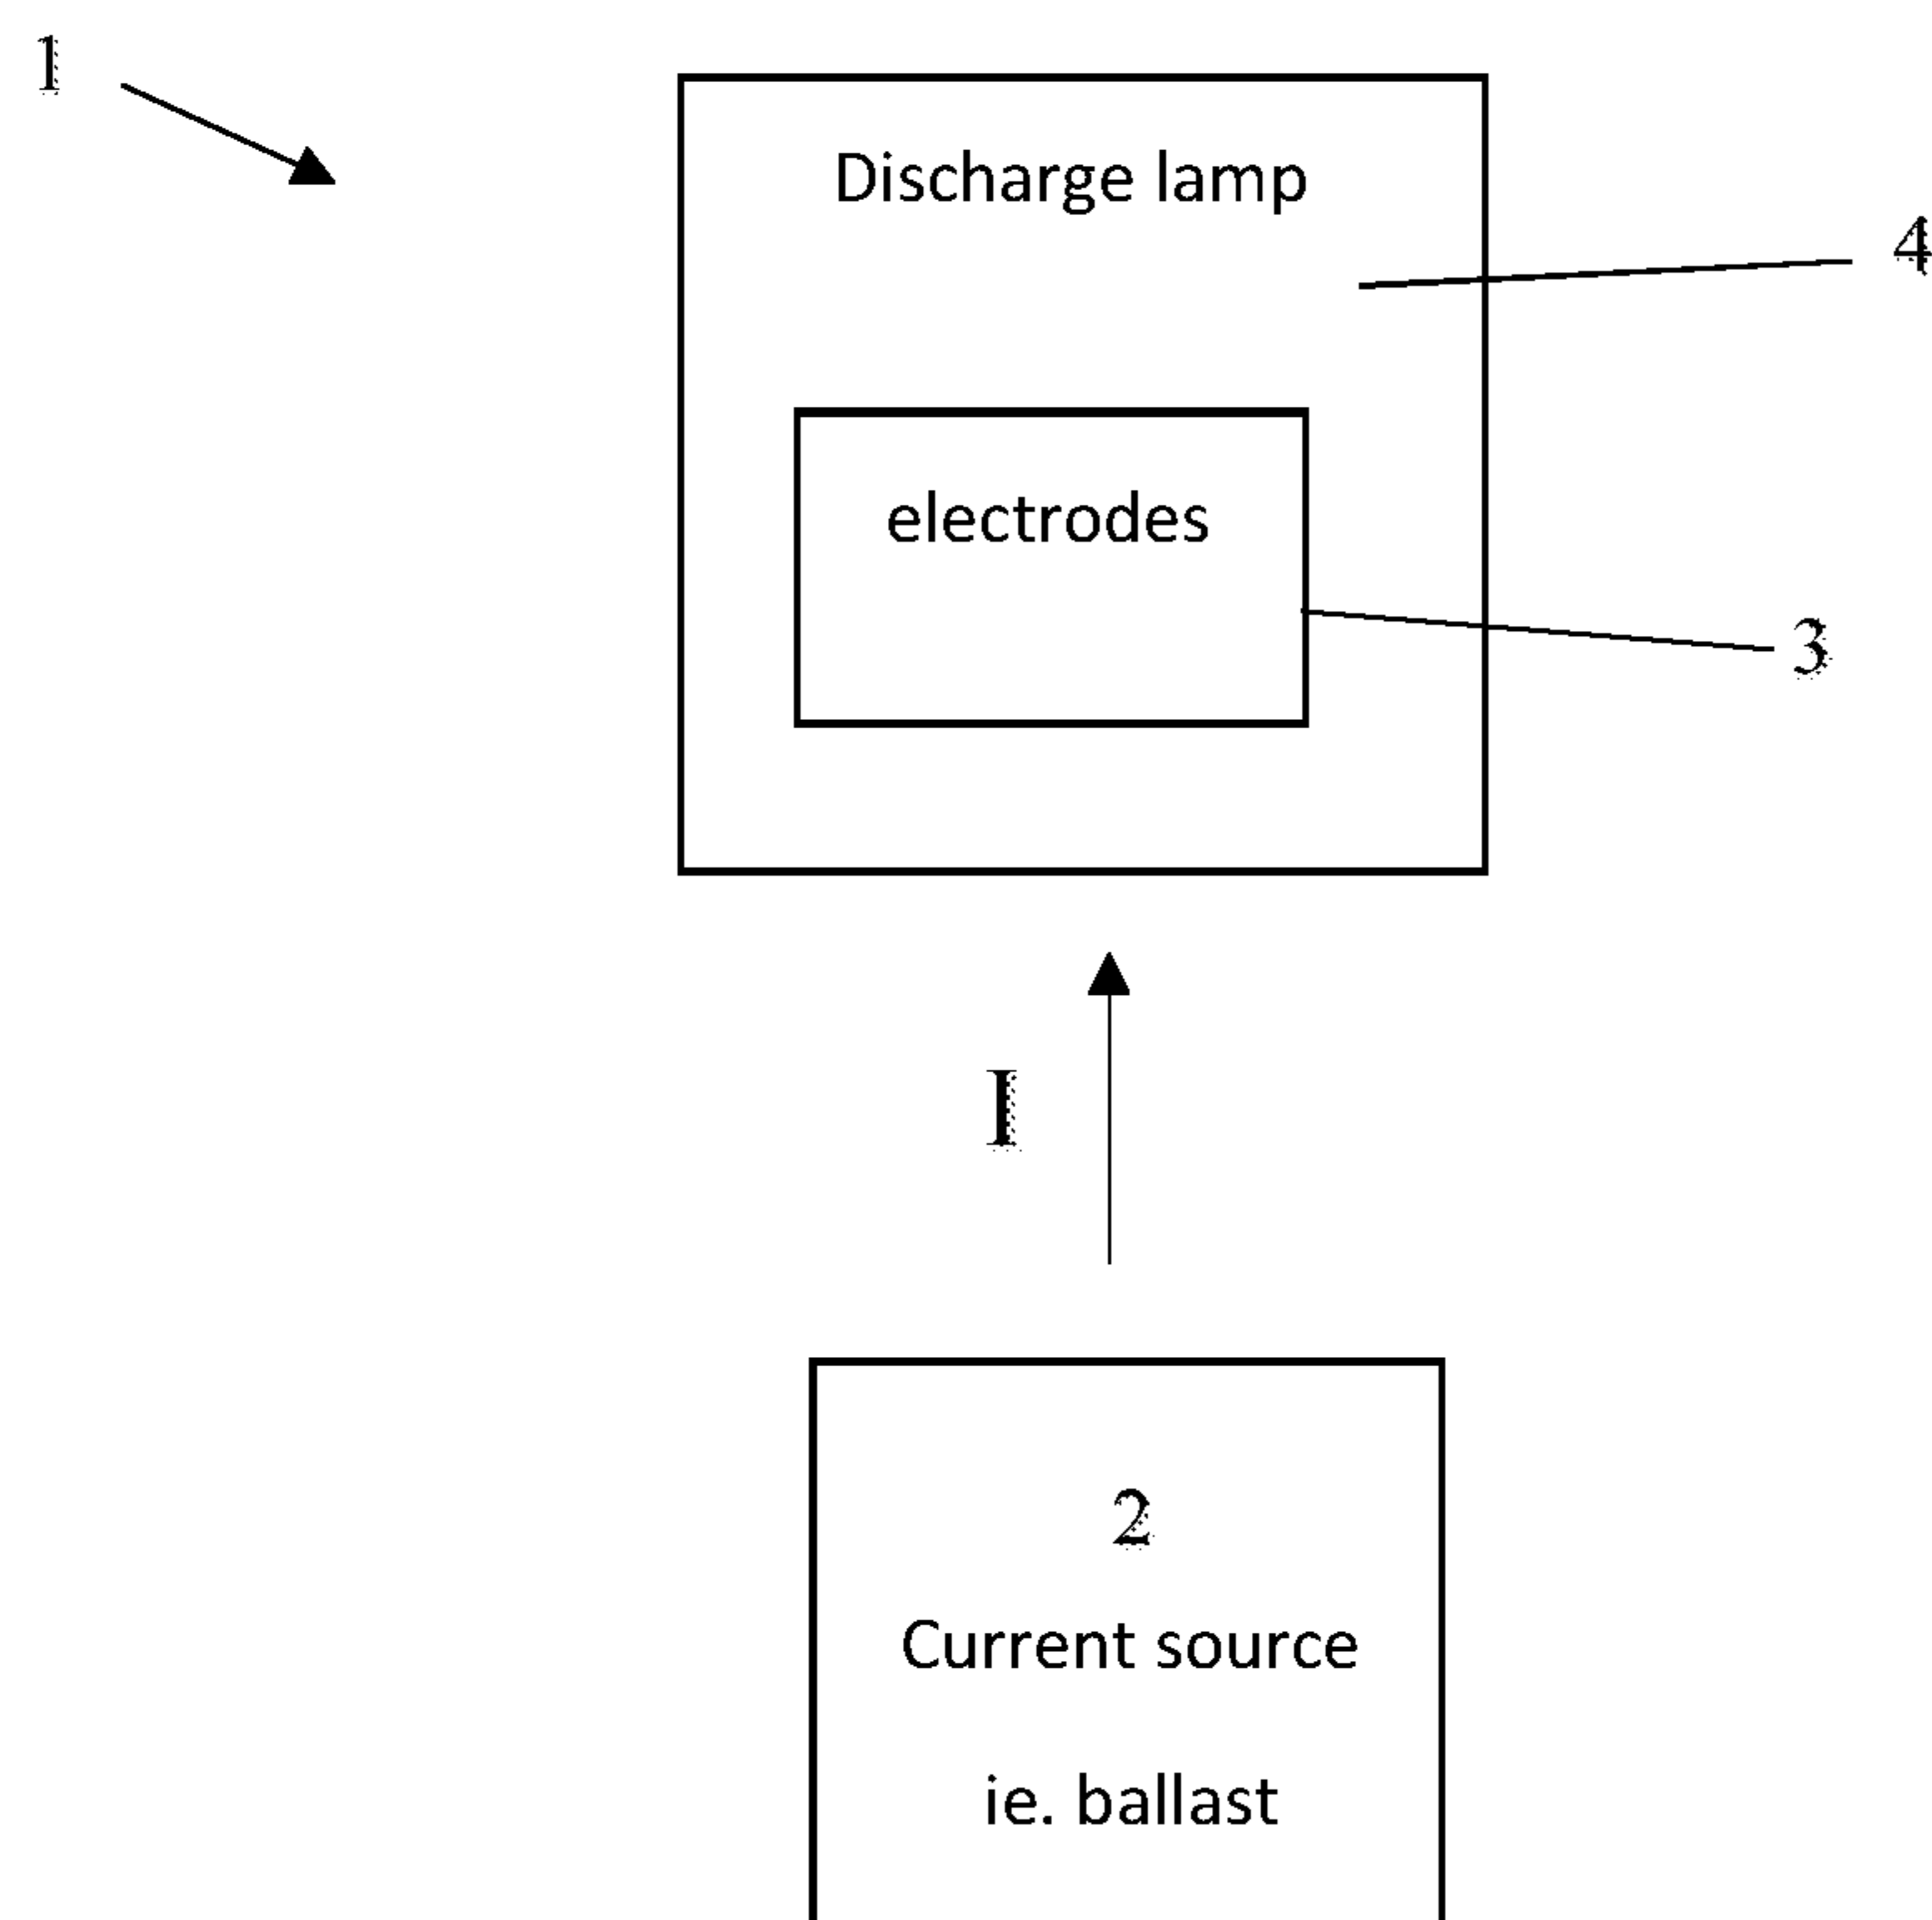 1
Discharge lamp
4
electrodes
3
I
2
Current source
ie. ballast